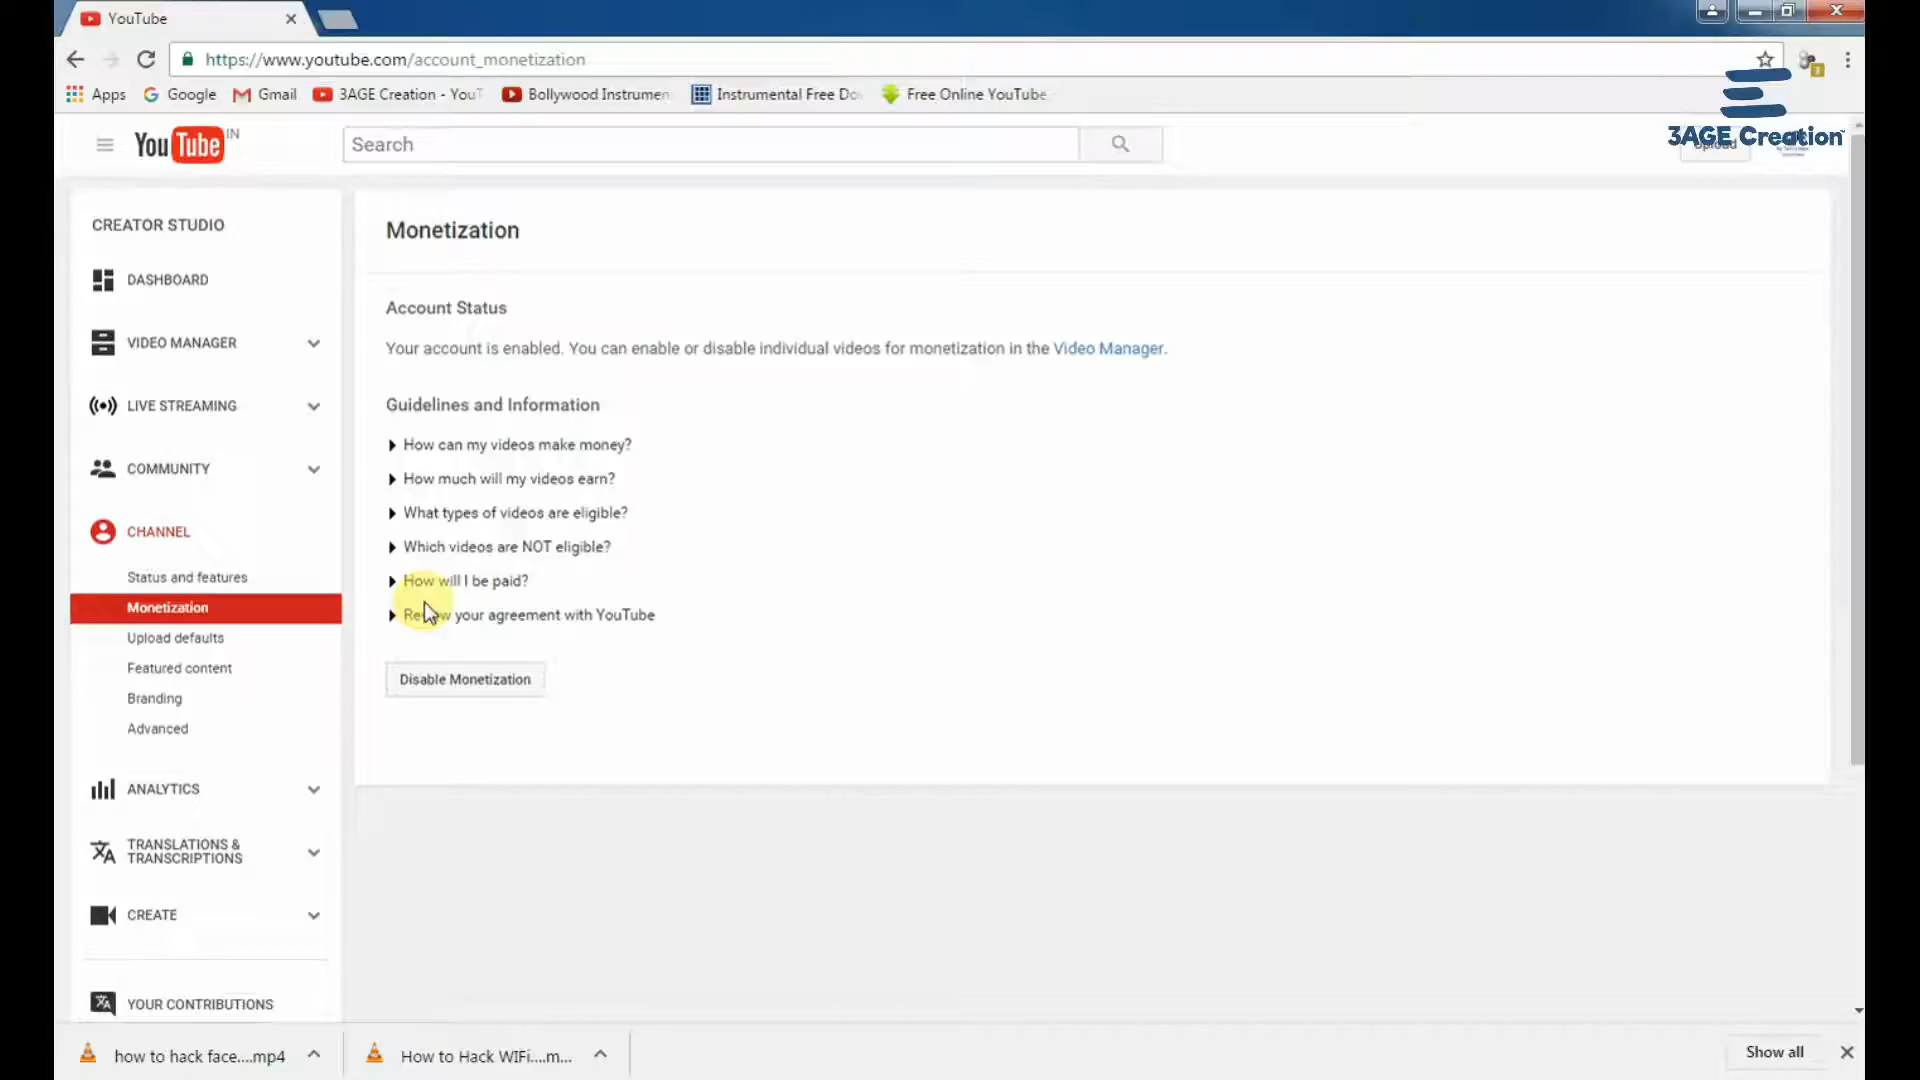 YouTube
https://www.youtube.com/account_monetization
Apps
Google
Gmail
3AGE Creation - YouT
Bollywood Instrumen
Instrumental Free Do
Free Online YouTube
3AGE Creation
YouTube IN
Search
Upload
CREATOR STUDIO
DASHBOARD
VIDEO MANAGER
LIVE STREAMING
COMMUNITY
CHANNEL
Status and features
Monetization
Upload defaults
Featured content
Branding
Advanced
ANALYTICS
TRANSLATIONS &
TRANSCRIPTIONS
CREATE
YOUR CONTRIBUTIONS
Monetization
Account Status
Your account is enabled. You can enable or disable individual videos for monetization in the Video Manager.
Guidelines and Information
How can my videos make money?
How much will my videos earn?
What types of videos are eligible?
Which videos are NOT eligible?
How will I be paid?
Review your agreement with YouTube
Disable Monetization
how to hack face....mp4
How to Hack WIFi....m...
Show all